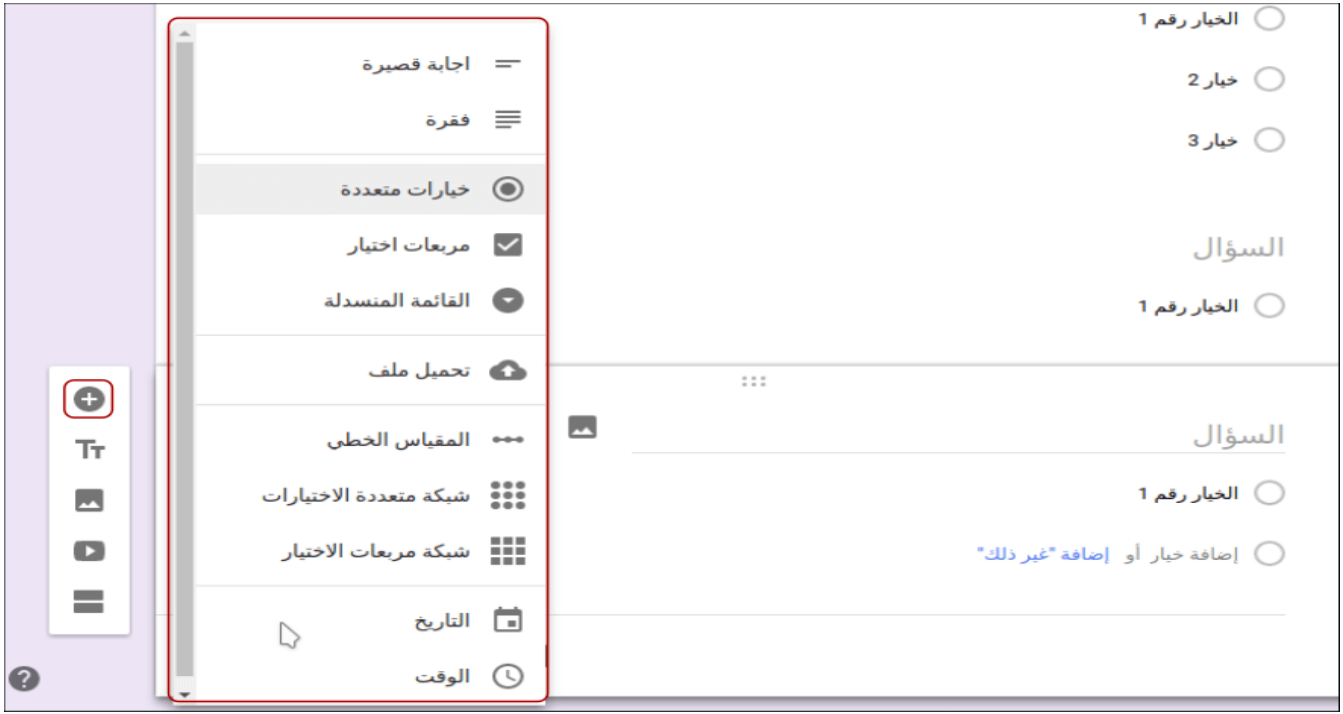 الخيار رقم 1
خيار 2
خيار 3
السؤال
الخيار رقم 1
السؤال
الخيار رقم 1
إضافة خيار أو إضافة "غير ذلك"
اجابة قصيرة
فقرة
خيارات متعددة
مربعات اختيار
القائمة المنسدلة
تحميل ملف
المقياس الخطي
شبكة متعددة الاختيارات
شبكة مربعات الاختيار
التاريخ
الوقت
Tт
?